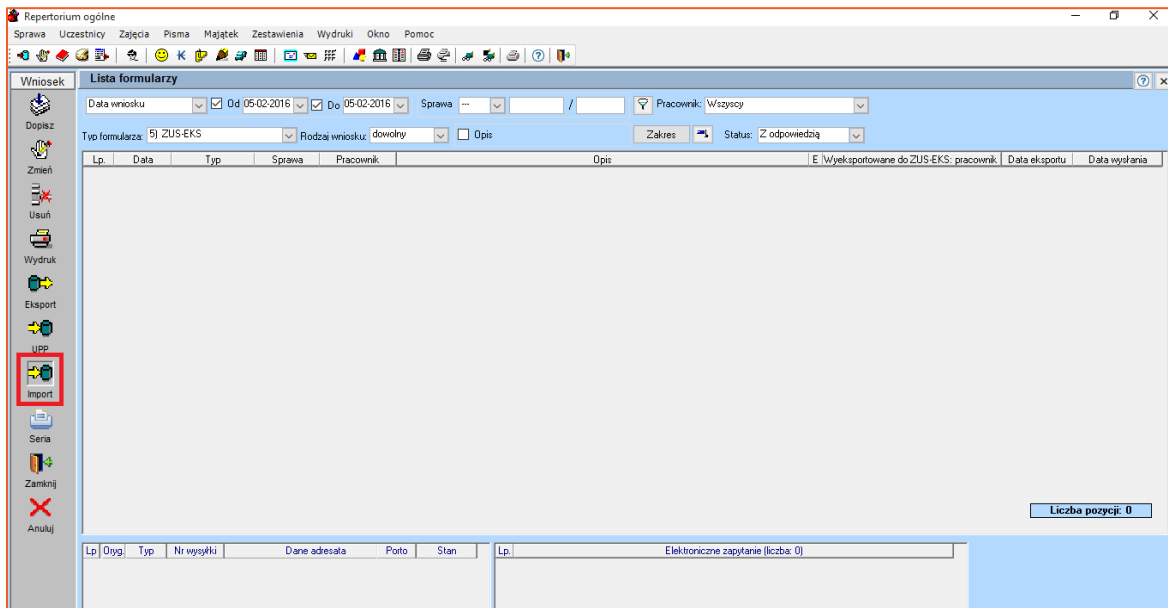 Repertorium ogólne
Sprawa Uczestnicy Zajęcia Pisma Majątek Zestawienia Wydruki Okno Pomoc
Wniosek Lista formularzy
Data wniosku Od 05-02-2016 Do 05-02-2016 Sprawa --- / Pracownik: Wszyscy
Typ formularza: 5) ZUS-EKS Rodzaj wniosku: dowolny Opis Zakres Status: Z odpowiedzią
Lp. Data Typ Sprawa Pracownik Opis E Wyeksportowane do ZUS-EKS: pracownik Data eksportu Data wysłania
Dopisz
Zmień
Usuń
Wydruk
Eksport
UPP
Import
Seria
Zamknij
Anuluj
Liczba pozycji: 0
Lp Oryg. Typ Nr wysyłki Dane adresata Porto Stan Lp. Elektroniczne zapytanie (liczba: 0)